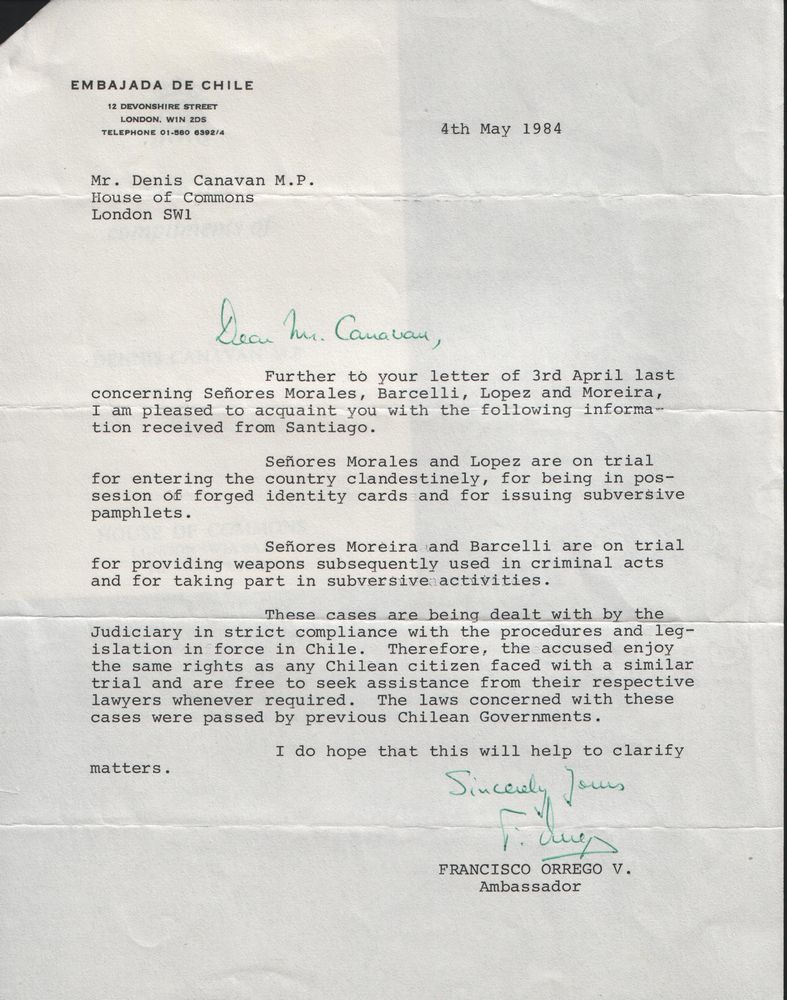 EMBAJADA DE CHILE
12 DEVONSHIRE STREET
LONDON, W1N 2DS
TELEPHONE 01-580 6392/4
4th May 1984
Mr. Denis Canavan M.P.
House of Commons
London SW1
compliments of
Dear Mr. Canavan,
DENNIS CANAVAN M.P.
Further to your letter of 3rd April last
concerning Señores Morales, Barcelli, Lopez and Moreira,
I am pleased to acquaint you with the following informa-
tion received from Santiago.
Señores Morales and Lopez are on trial
for entering the country clandestinely, for being in pos-
sesion of forged identity cards and for issuing subversive
pamphlets.
HOUSE OF COMMONS
Señores Moreira and Barcelli are on trial
for providing weapons subsequently used in criminal acts
and for taking part in subversive activities.
These cases are being dealt with by the
Judiciary in strict compliance with the procedures and leg-
islation in force in Chile.  Therefore, the accused enjoy
the same rights as any Chilean citizen faced with a similar
trial and are free to seek assistance from their respective
lawyers whenever required.  The laws concerned with these
cases were passed by previous Chilean Governments.
I do hope that this will help to clarify
matters.
Sincerely Yours
F. Orrego
FRANCISCO ORREGO V.
Ambassador